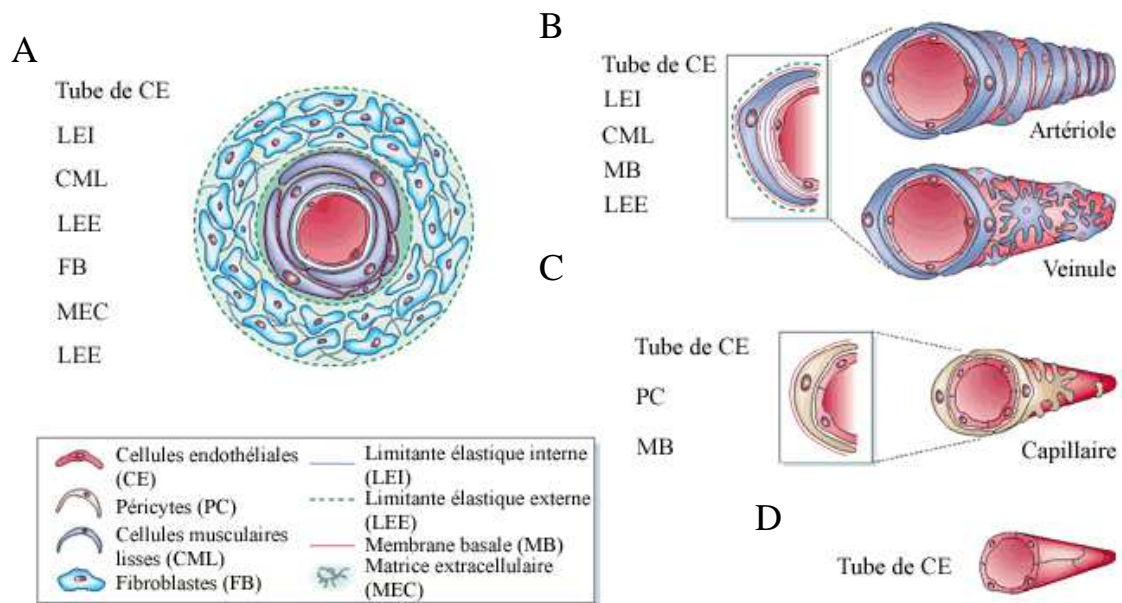 A
Tube de CE
LEI
CML
LEE
FB
MEC
LEE
B
Tube de CE
LEI
CML
MB
LEE
Artériole
Veinule
C
Tube de CE
PC
MB
Capillaire
D
Tube de CE
Cellules endothéliales
(CE)
Péricytes (PC)
Cellules musculaires
lisses (CML)
Fibroblastes (FB)
Limitante élastique interne
(LEI)
Limitante élastique externe
(LEE)
Membrane basale (MB)
Matrice extracellulaire
(MEC)